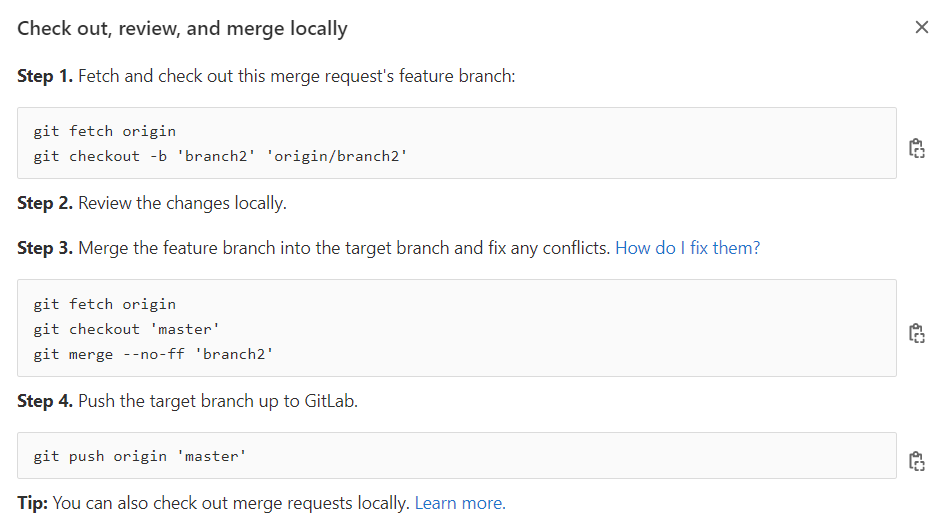 Check out, review, and merge locally
Step 1. Fetch and check out this merge request's feature branch:
git fetch origin
git checkout -b 'branch2' 'origin/branch2'
Step 2. Review the changes locally.
Step 3. Merge the feature branch into the target branch and fix any conflicts. How do I fix them?
git fetch origin
git checkout 'master'
git merge --no-ff 'branch2'
Step 4. Push the target branch up to GitLab.
git push origin 'master'
Tip: You can also check out merge requests locally. Learn more.